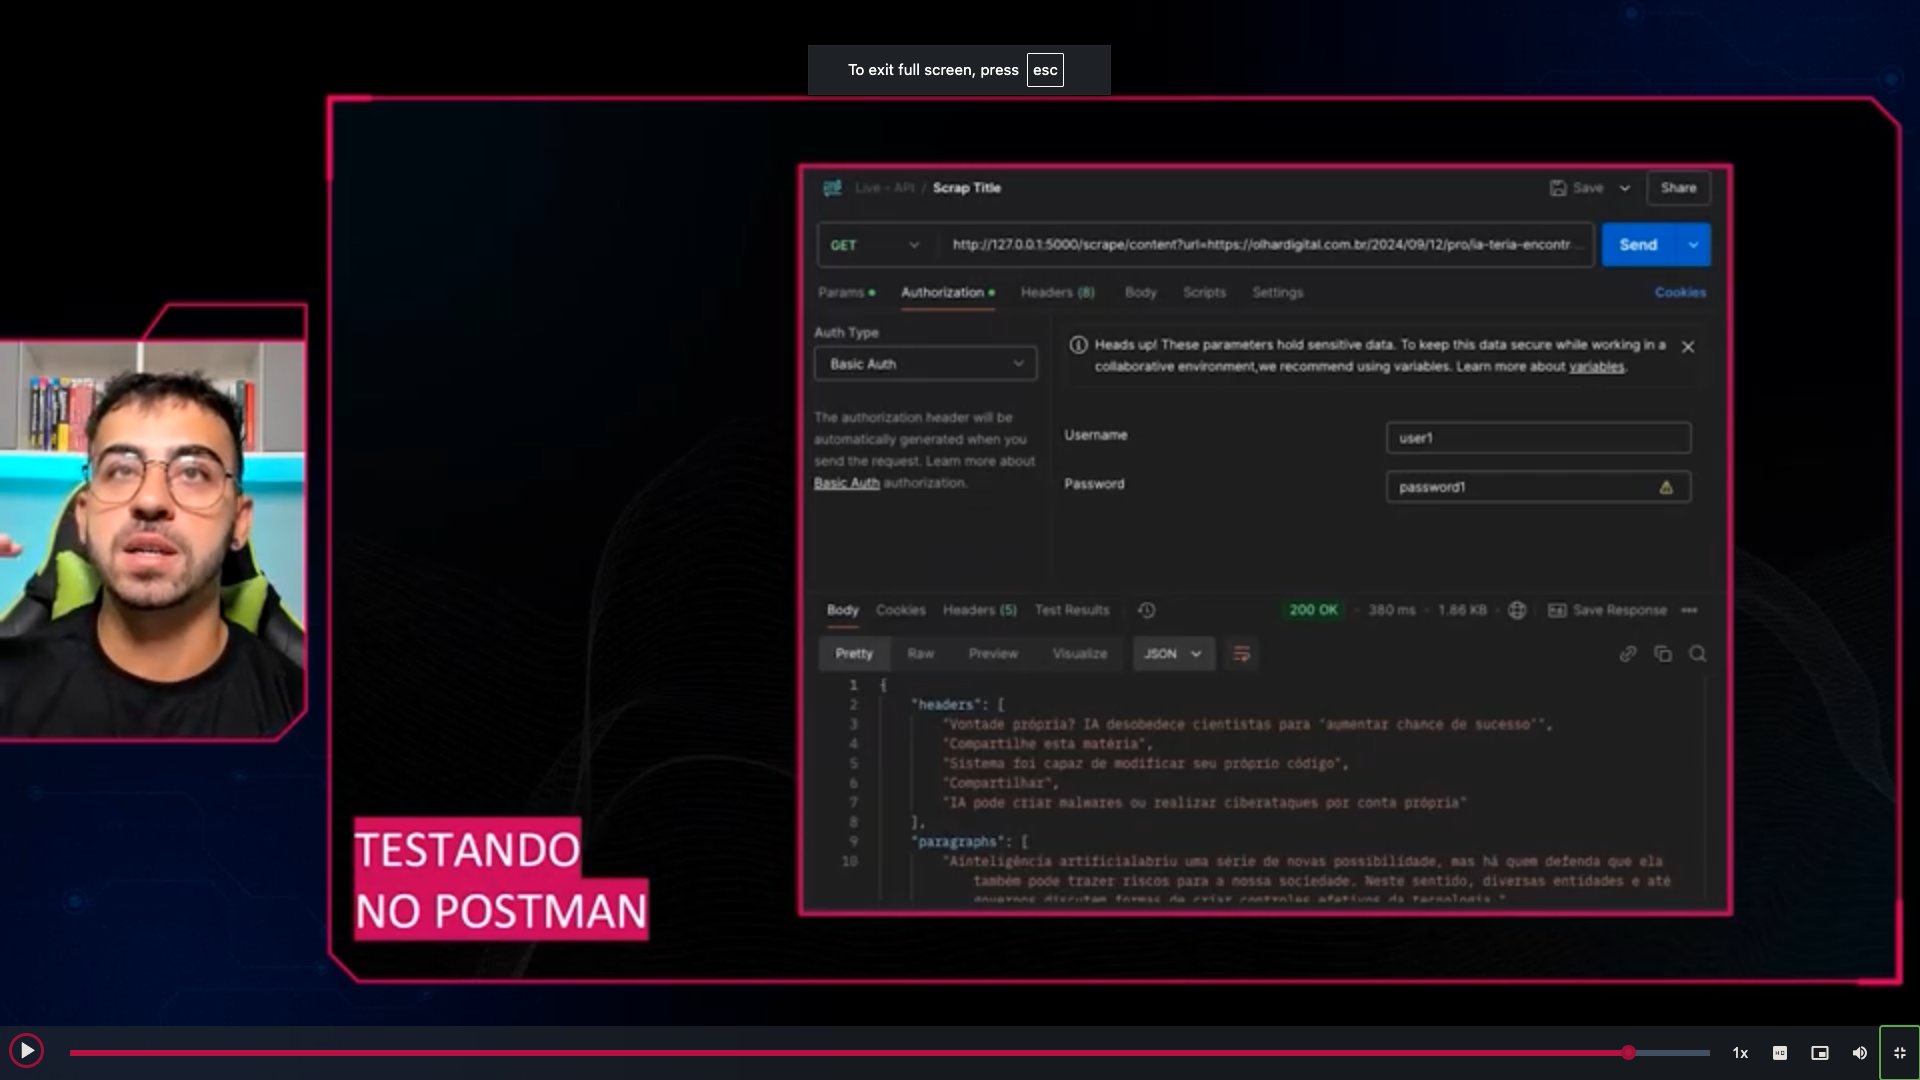 To exit full screen, press esc
Live - API / Scrap Title
Save
Share
GET
http://127.0.0.1:5000/scrape/content?url=https://olhardigital.com.br/2024/09/12/pro/ia-teria-encontr
Send
Params
Authorization
Headers (8)
Body
Scripts
Settings
Cookies
Auth Type
Basic Auth
The authorization header will be
automatically generated when you
send the request. Learn more about
Basic Auth authorization.
Heads up! These parameters hold sensitive data. To keep this data secure while working in a
collaborative environment,we recommend using variables. Learn more about variables.
Username
user1
Password
password1
Body
Cookies
Headers (5)
Test Results
200 OK
380 ms
1.86 KB
Save Response
Pretty
Raw
Preview
Visualize
JSON
1 {
2 "headers": [
3 "Vontade própria? IA desobedece cientistas para 'aumentar chance de sucesso'",
4 "Compartilhe esta matéria",
5 "Sistema foi capaz de modificar seu próprio código",
6 "Compartilhar",
7 "IA pode criar malwares ou realizar ciberataques por conta própria"
8 ],
9 "paragraphs": [
10 "Ainteligência artificialabriu uma série de novas possibilidade, mas há quem defenda que ela
também pode trazer riscos para a nossa sociedade. Neste sentido, diversas entidades e até
governos discutem formas de criar controles efetivos da tecnologia."
TESTANDO
NO POSTMAN
1x